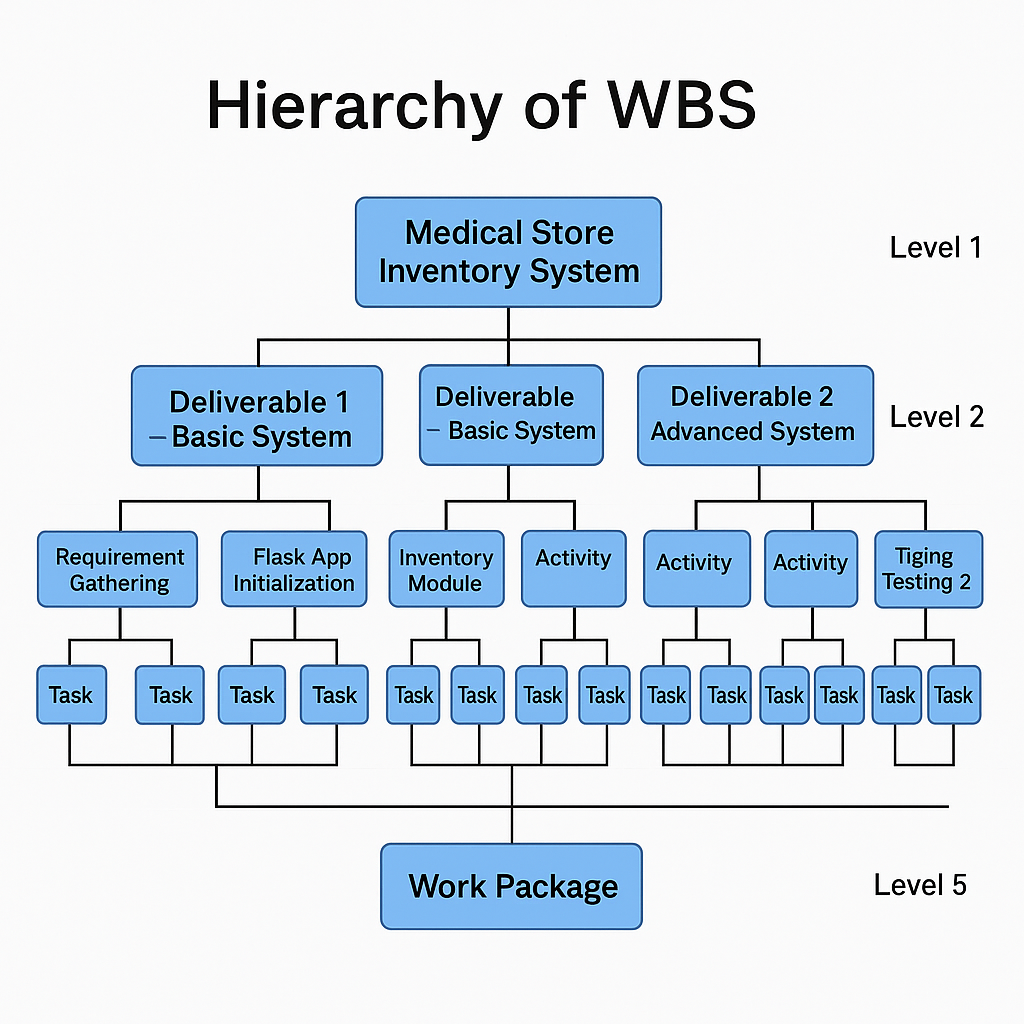 Hierarchy of WBS
Medical Store
Inventory System
Level 1
Deliverable 1
– Basic System
Deliverable
– Basic System
Deliverable 2
Advanced System
Level 2
Requirement
Gathering
Flask App
Initialization
Inventory
Module
Activity
Activity
Activity
Tiging
Testing 2
Task
Task
Task
Task
Task
Task
Task
Task
Task
Task
Task
Task
Task
Task
Work Package
Level 5